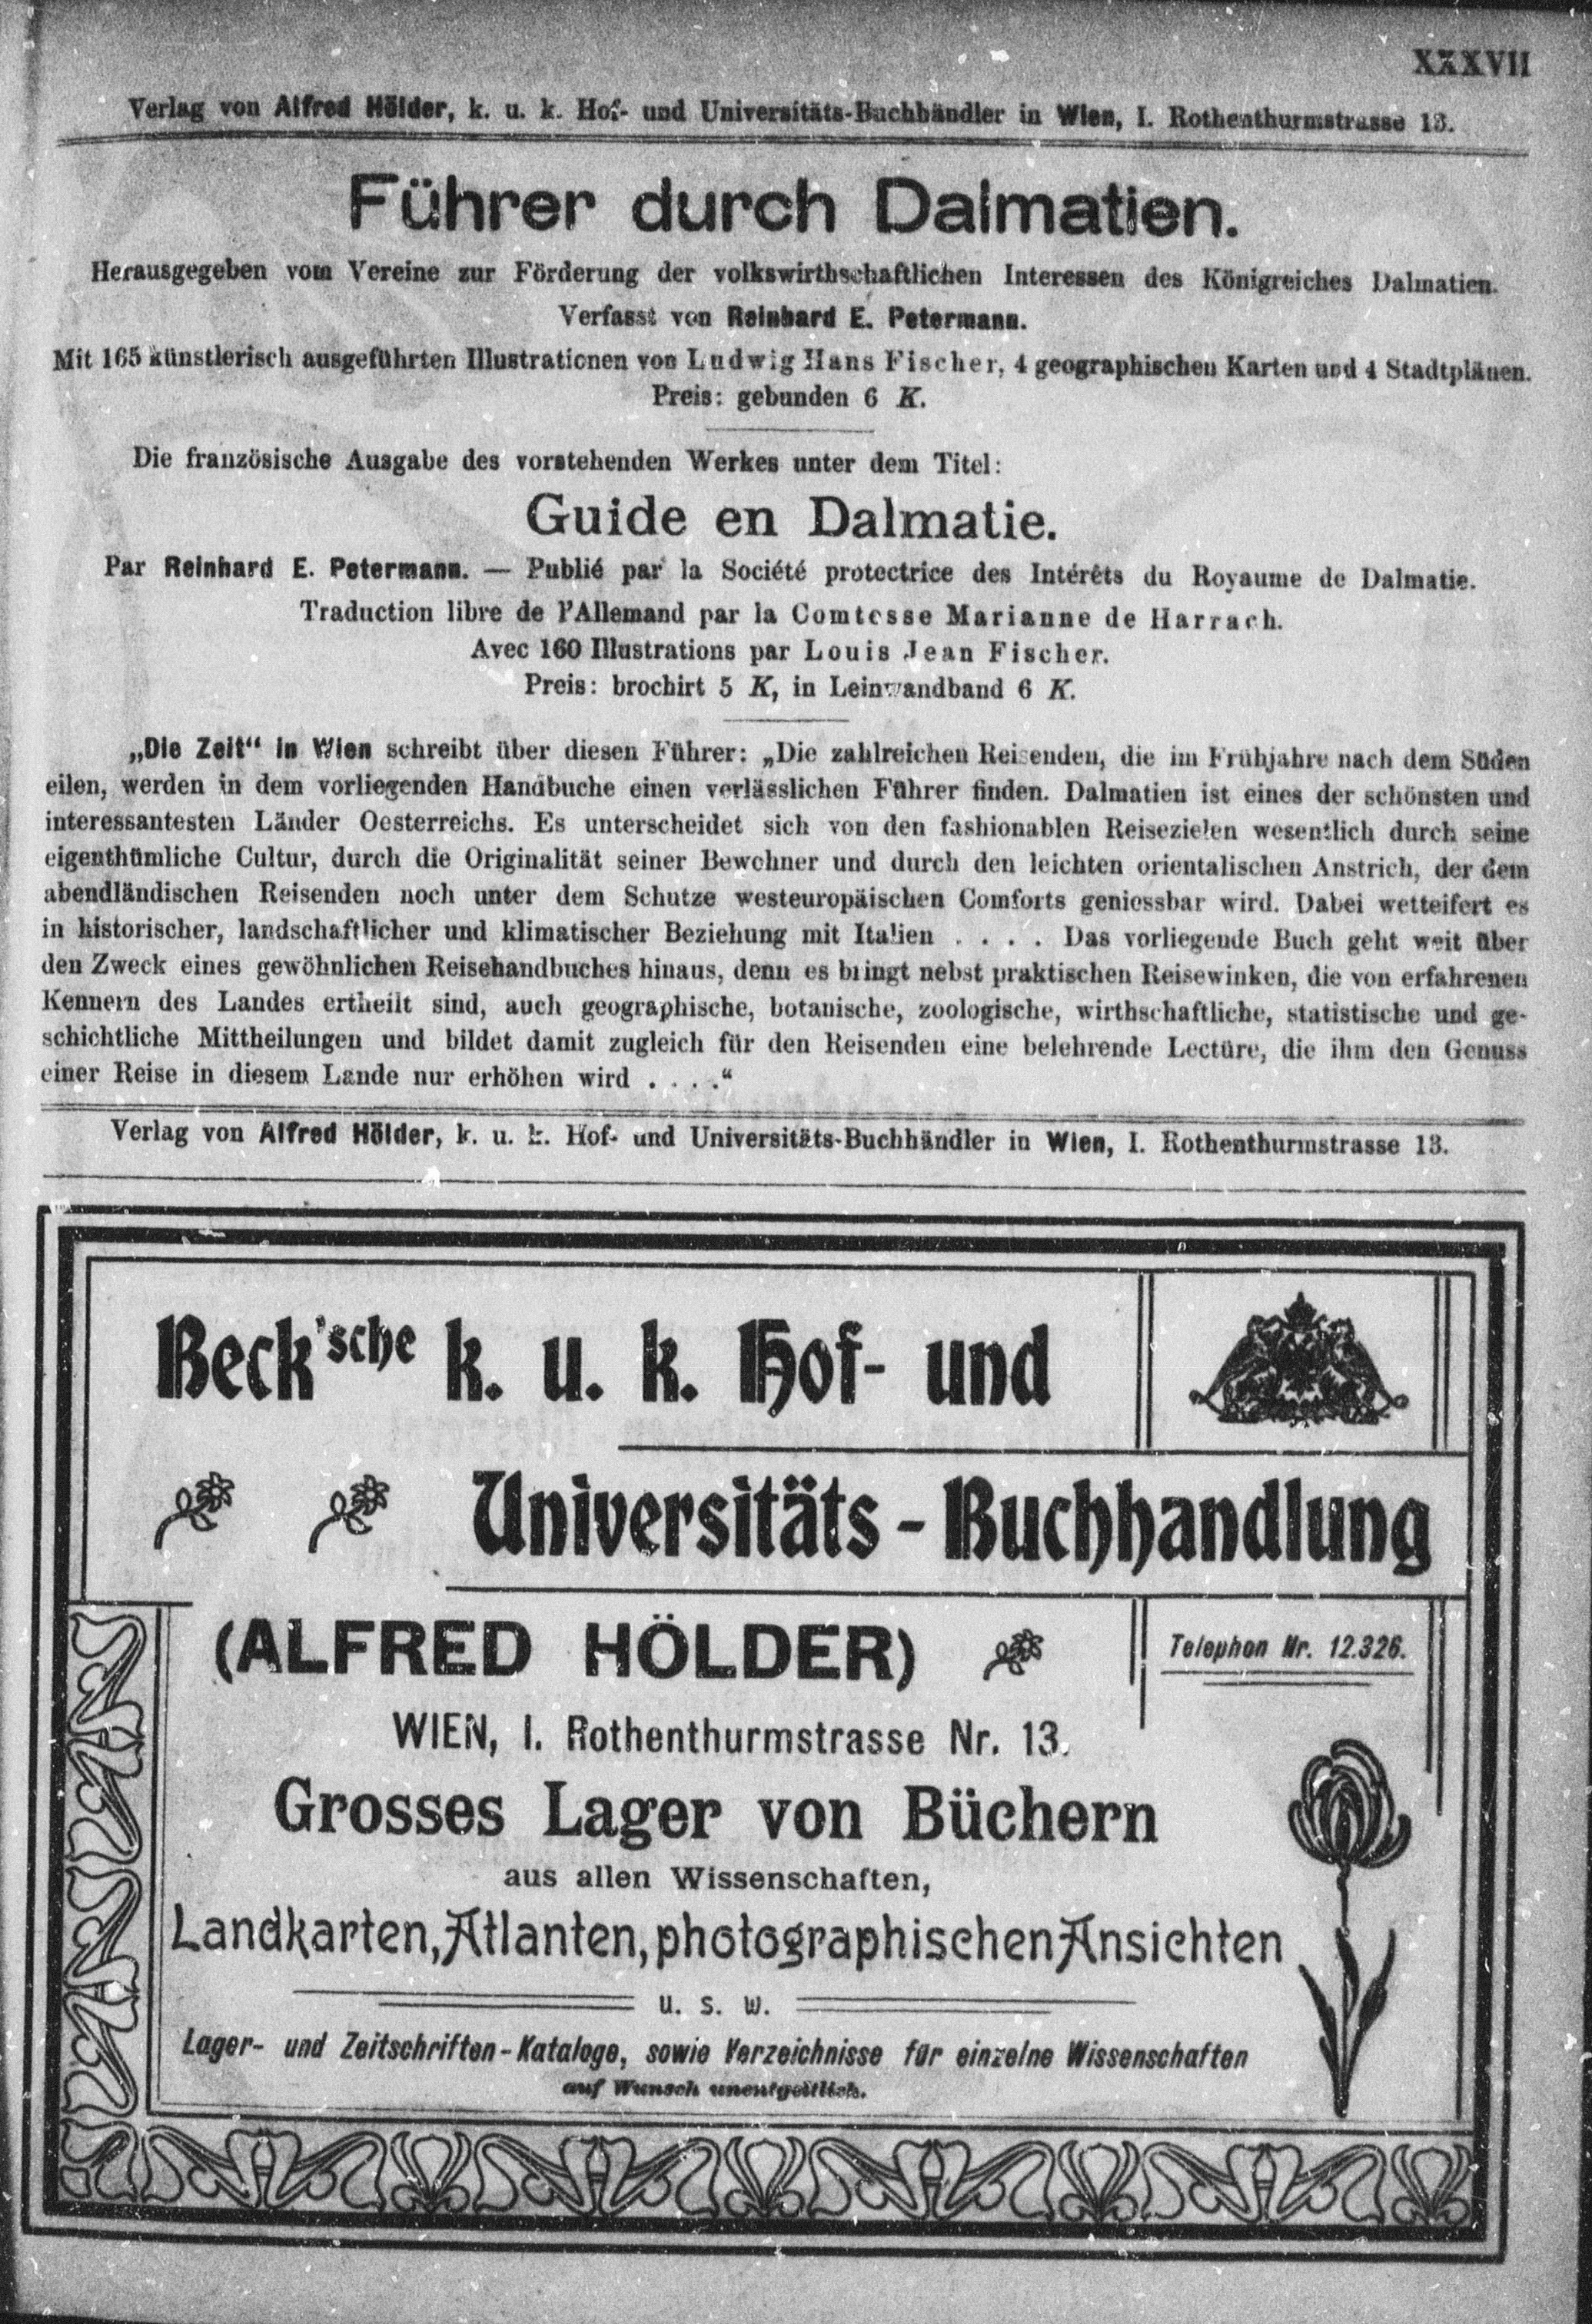 XXXVII
Verlag von Alfred Hölder, k. u. k. Hof- und Universitäts-Buchhändler in Wien, I. Rothenthurmstrasse 13.
Führer durch Dalmatien.
Herausgegeben vom Vereine zur Förderung der volkswirthschaftlichen Interessen des Königreiches Dalmatien.
Verfasst von Reinhard E. Petermann.
Mit 165 künstlerisch ausgeführten Illustrationen von Ludwig Hans Fischer, 4 geographischen Karten und 4 Stadtplänen.
Preis: gebunden 6 K.
Die französische Ausgabe des vorstehenden Werkes unter dem Titel:
Guide en Dalmatie.
Par Reinhard E. Petermann. — Publié par la Société protectrice des Intérêts du Royaume de Dalmatie.
Traduction libre de l'Allemand par la Comtesse Marianne de Harrach.
Avec 160 Illustrations par Louis Jean Fischer.
Preis: brochirt 5 K, in Leinwandband 6 K.
„Die Zeit“ in Wien schreibt über diesen Führer: „Die zahlreichen Reisenden, die im Frühjahre nach dem Süden
eilen, werden in dem vorliegenden Handbuche einen verlässlichen Führer finden. Dalmatien ist eines der schönsten und
interessantesten Länder Oesterreichs. Es unterscheidet sich von den fashionablen Reisezielen wesentlich durch seine
eigenthümliche Cultur, durch die Originalität seiner Bewohner und durch den leichten orientalischen Anstrich, der dem
abendländischen Reisenden noch unter dem Schutze westeuropäischen Comforts geniessbar wird. Dabei wetteifert es
in historischer, landschaftlicher und klimatischer Beziehung mit Italien . . . . Das vorliegende Buch geht weit über
den Zweck eines gewöhnlichen Reisehandbuches hinaus, denn es bringt nebst praktischen Reisewinken, die von erfahrenen
Kennern des Landes ertheilt sind, auch geographische, botanische, zoologische, wirthschaftliche, statistische und ge-
schichtliche Mittheilungen und bildet damit zugleich für den Reisenden eine belehrende Lectüre, die ihm den Genuss
einer Reise in diesem Lande nur erhöhen wird . . . .“
Verlag von Alfred Hölder, k. u. k. Hof- und Universitäts-Buchhändler in Wien, I. Rothenthurmstrasse 13.
Beck'sche k. u. k. Hof- und
Universitäts-Buchhandlung
(ALFRED HÖLDER)
Telephon Nr. 12.326.
WIEN, I. Rothenthurmstrasse Nr. 13.
Grosses Lager von Büchern
aus allen Wissenschaften,
Landkarten, Atlanten, photographischen Ansichten
u. s. w.
Lager- und Zeitschriften-Kataloge, sowie Verzeichnisse für einzelne Wissenschaften
auf Wunsch unentgeltlich.